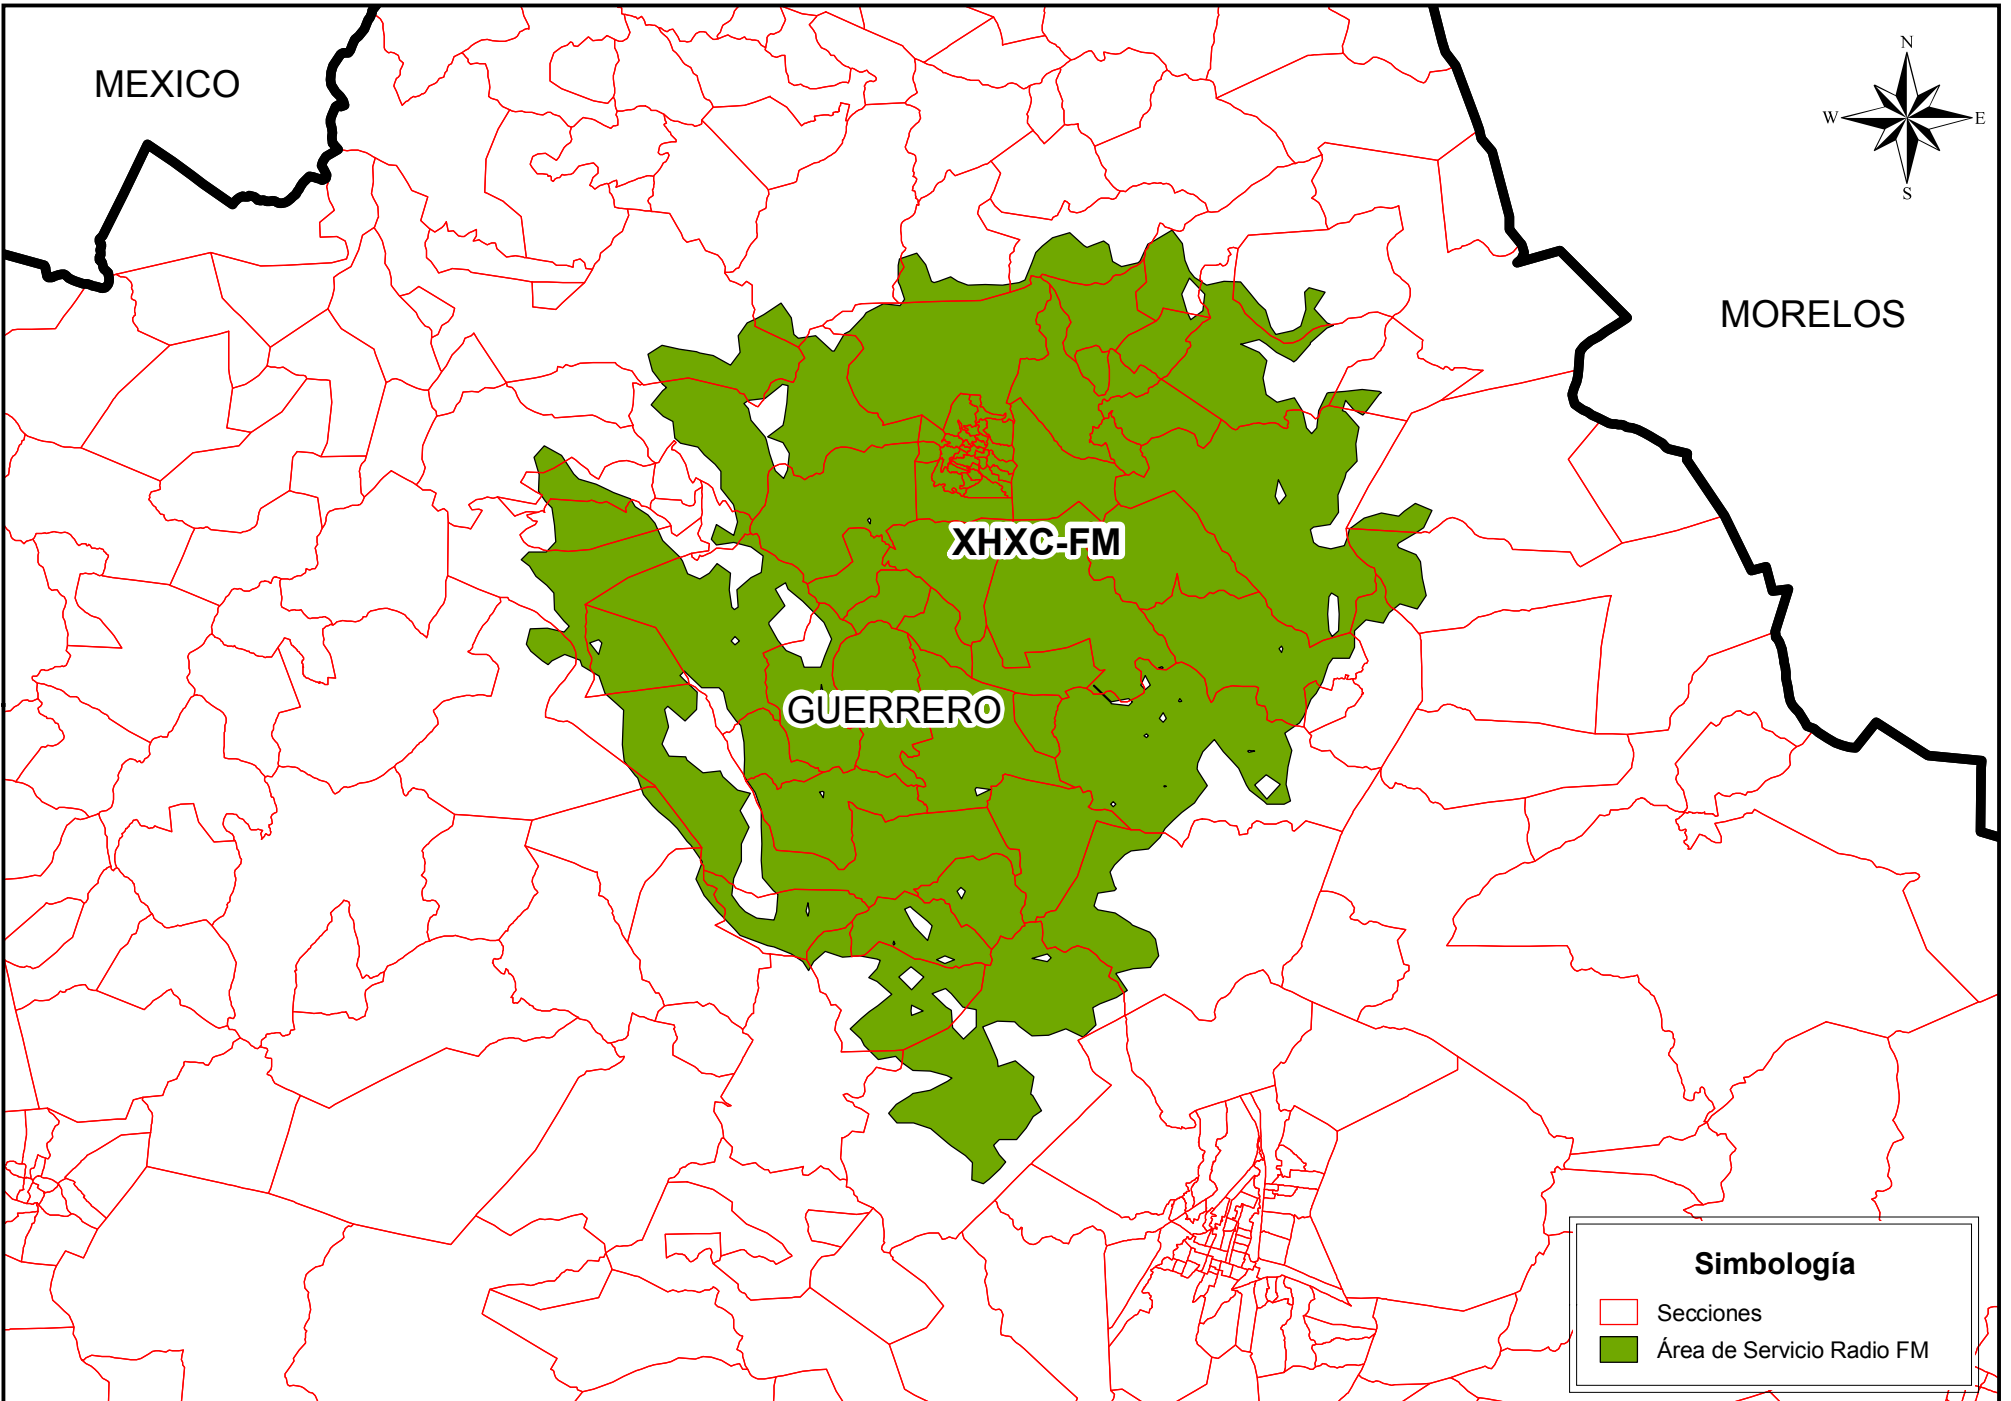 MEXICO
N
W
E
S
MORELOS
XHXC-FM
GUERRERO
Simbología
Secciones
Área de Servicio Radio FM